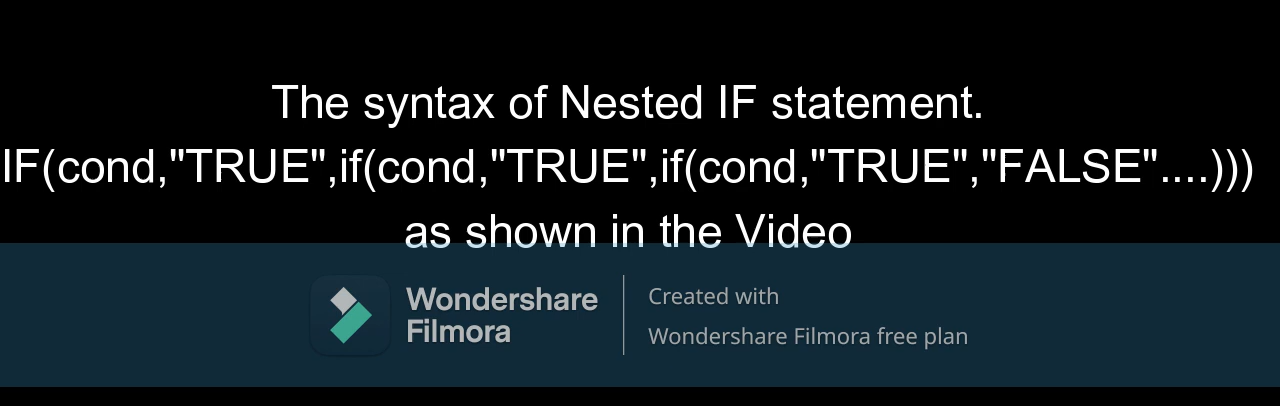 The syntax of Nested IF statement.
IF(cond,"TRUE",if(cond,"TRUE",if(cond,"TRUE","FALSE"....)))
as shown in the Video
Wondershare
Filmora
Created with
Wondershare Filmora free plan